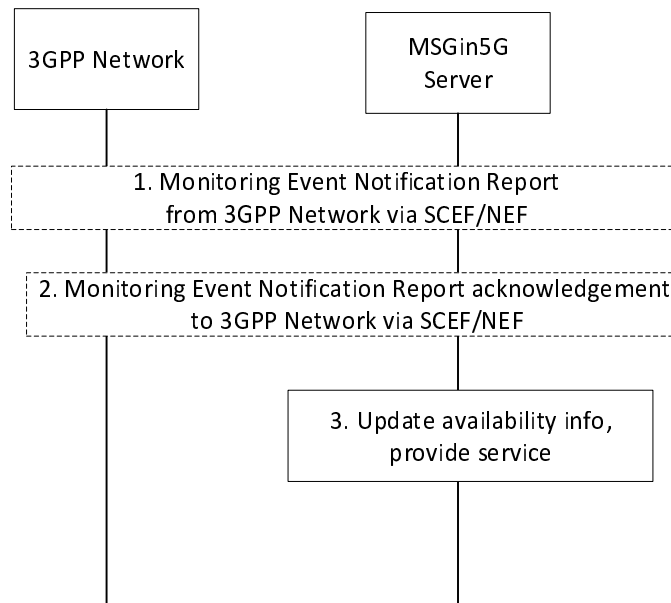 3GPP Network
MSGin5G
Server
1. Monitoring Event Notification Report
from 3GPP Network via SCEF/NEF
2. Monitoring Event Notification Report acknowledgement
to 3GPP Network via SCEF/NEF
3. Update availability info,
provide service